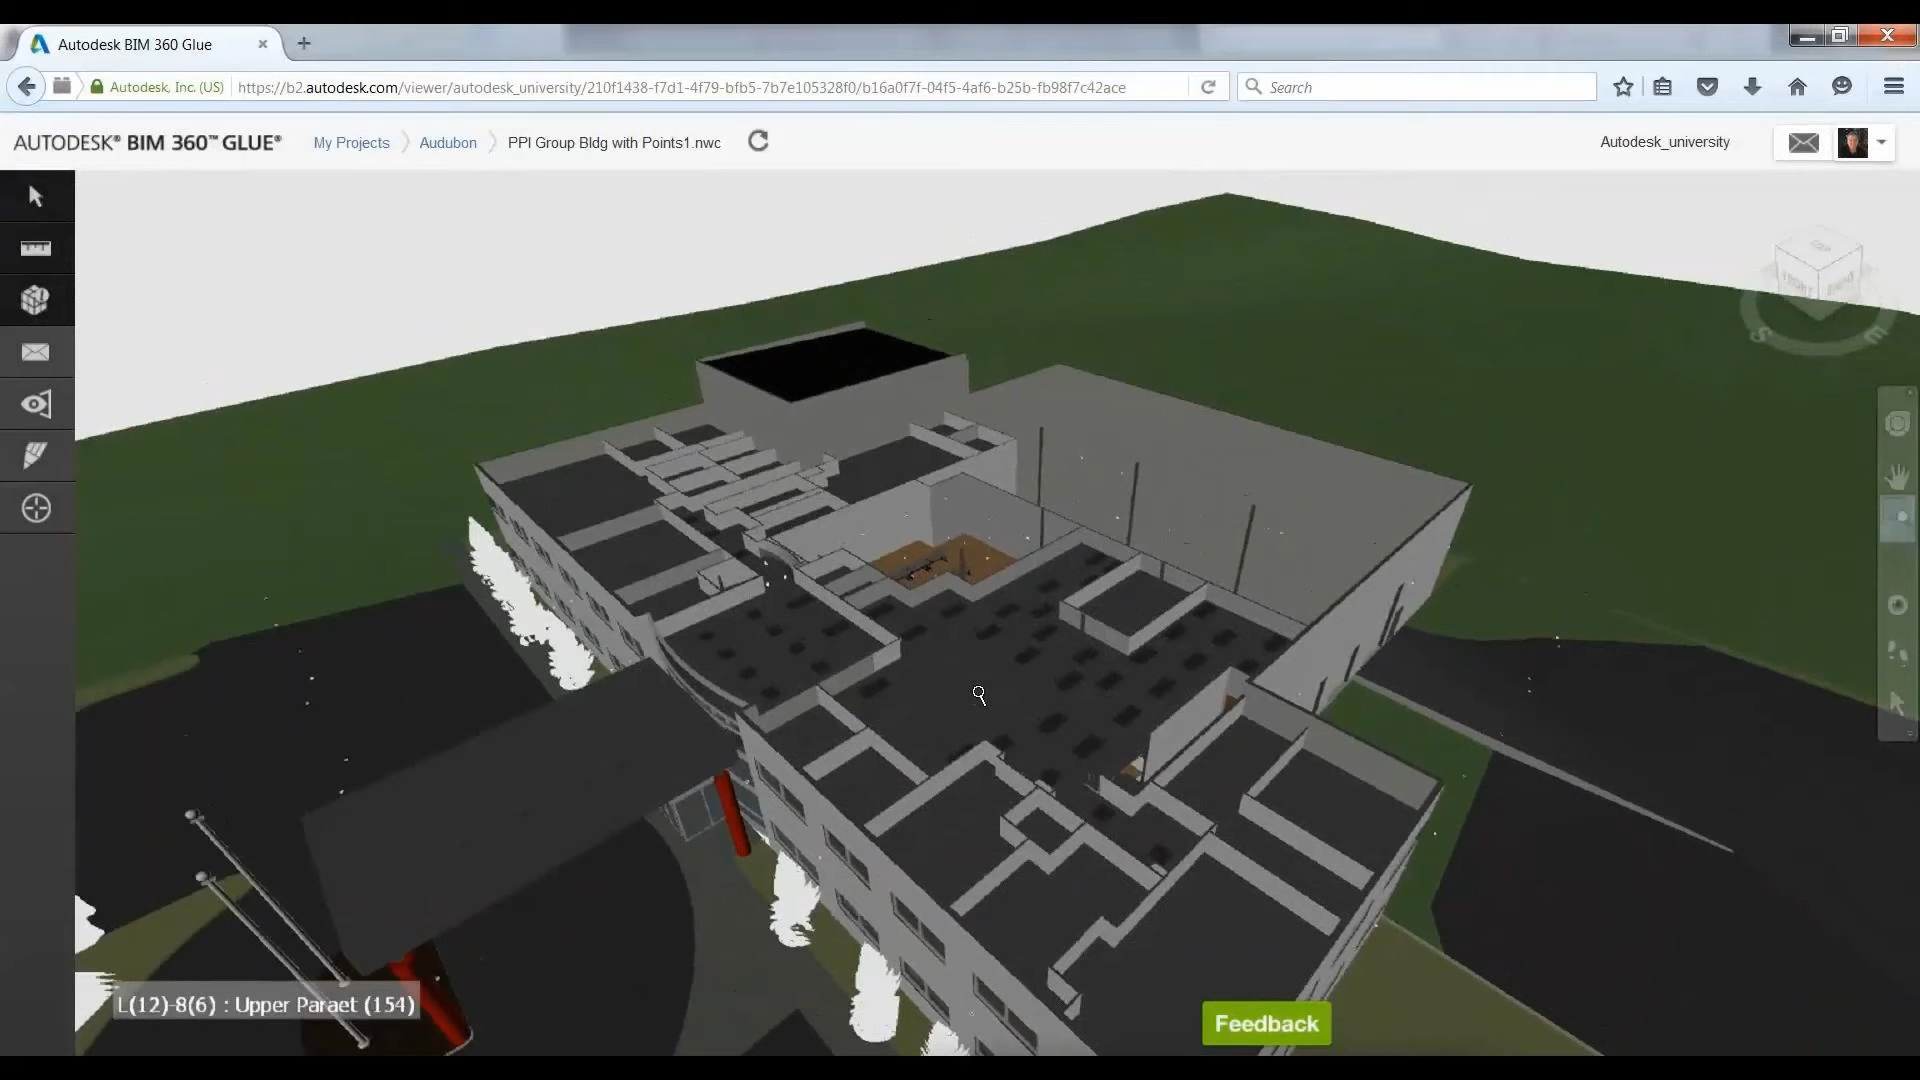 Autodesk BIM 360 Glue
Autodesk, Inc. (US)
https://b2.autodesk.com/viewer/autodesk_university/210f1438-f7d1-4f79-bfb5-7b7e105328f0/b16a0f7f-04f5-4af6-b25b-fb98f7c42ace
Search
AUTODESK® BIM 360™ GLUE®
My Projects
Audubon
PPI Group Bldg with Points1.nwc
Autodesk_university
TOP
FRONT
S
E
L(12)-8(6) : Upper Paraet (154)
Feedback